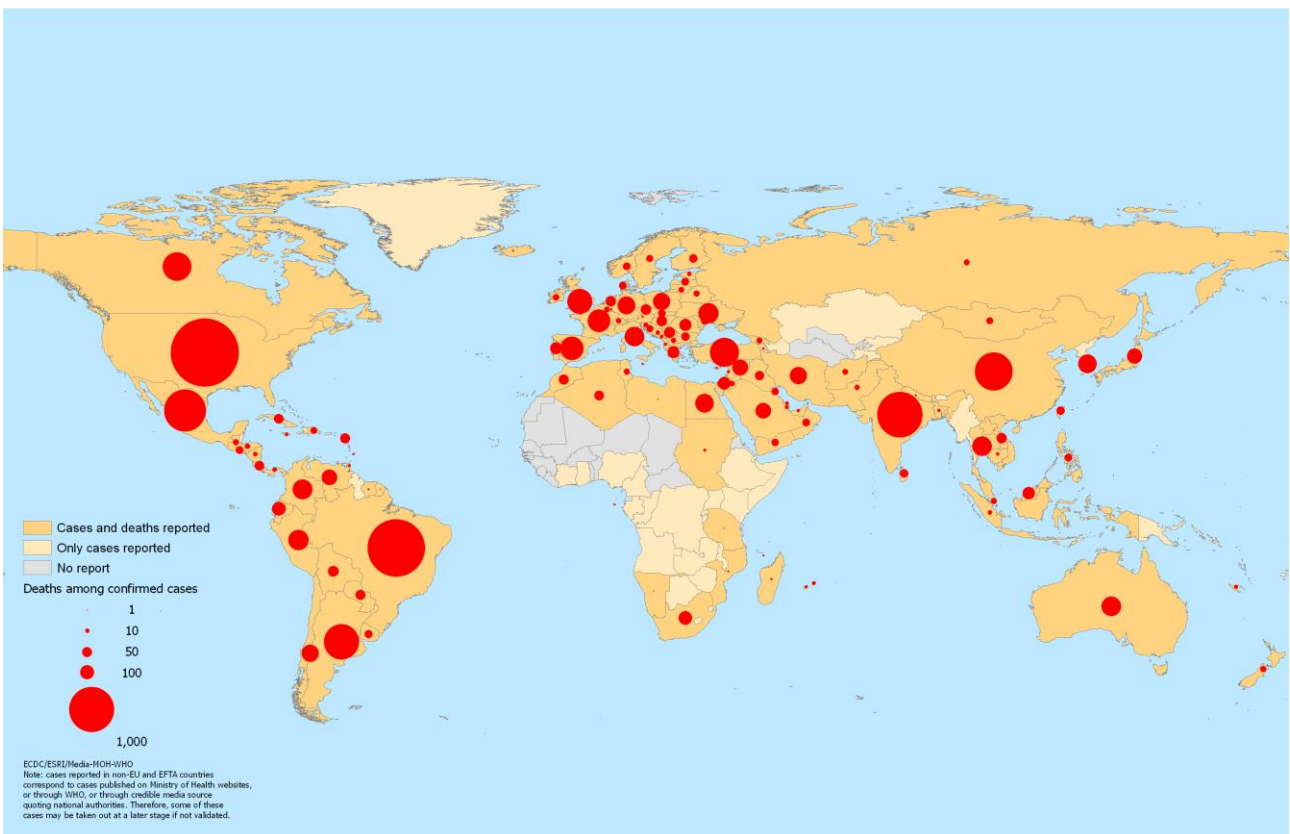 Cases and deaths reported
Only cases reported
No report
Deaths among confirmed cases
1
10
50
100
1,000
ECDC/ESRI/Media-MOH-WHO
Note: cases reported in non-EU and EFTA countries
correspond to cases published on Ministry of Health websites,
or through WHO, or through credible media source
quoting national authorities. Therefore, some of these
cases may be taken out at a later stage if not validated.